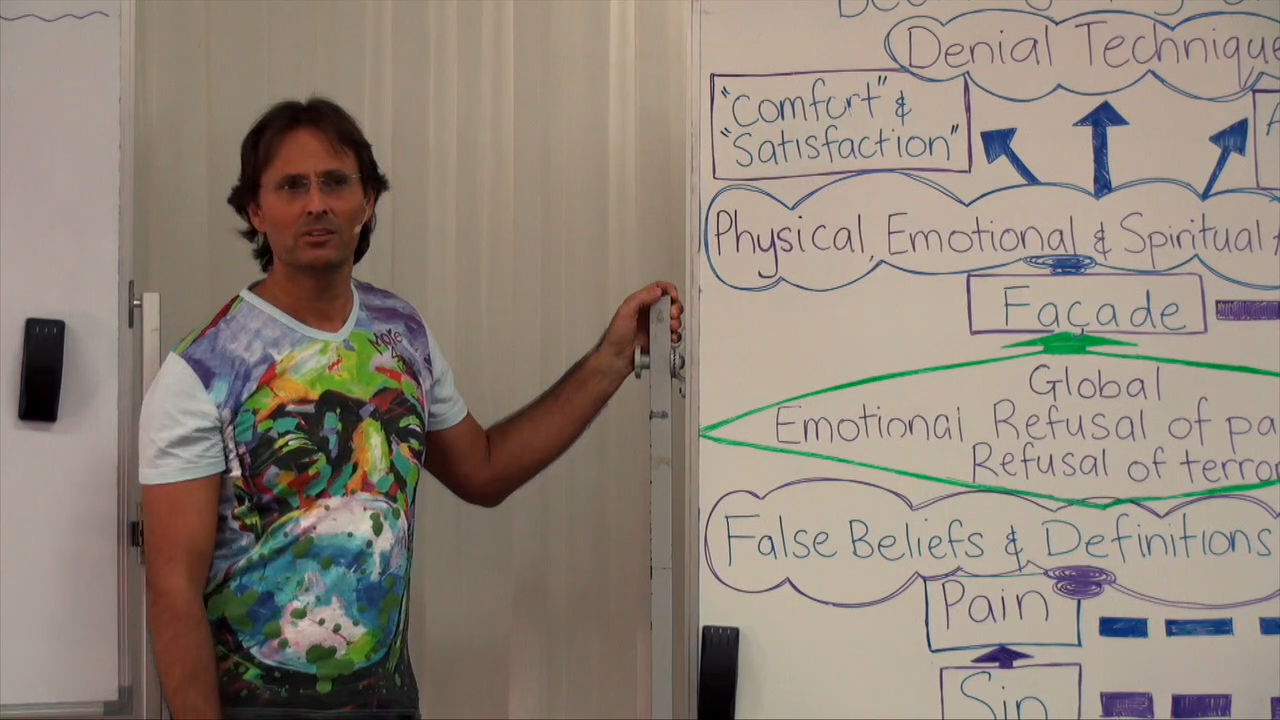 Denial Technique
"Comfort" &
"Satisfaction"
Physical, Emotional & Spiritual
Façade
Global
Emotional Refusal of pa
Refusal of terror
False Beliefs & Definitions
Pain
Sin